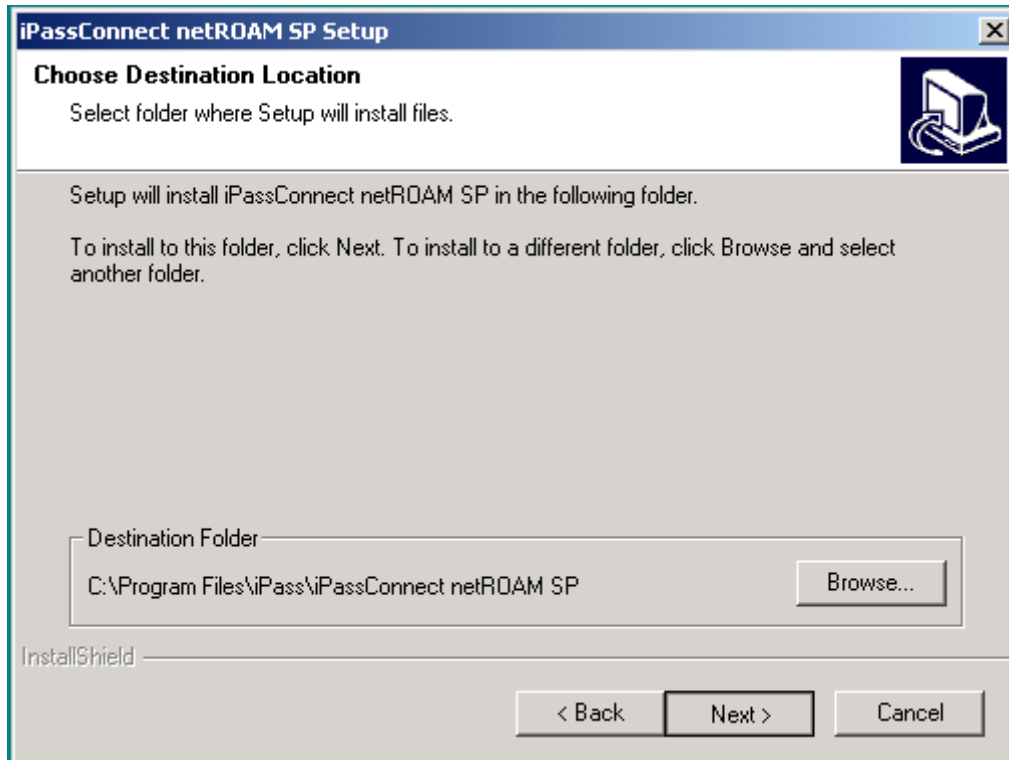 iPassConnect netROAM SP Setup
Choose Destination Location
Select folder where Setup will install files.
Setup will install iPassConnect netROAM SP in the following folder.
To install to this folder, click Next. To install to a different folder, click Browse and select
another folder.
Destination Folder
C:\Program Files\iPass\iPassConnect netROAM SP
Browse...
InstallShield
< Back
Next >
Cancel